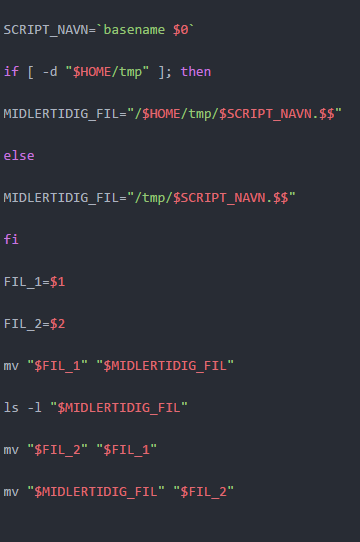 SCRIPT_NAVN=`basename $0`
if [ -d "$HOME/tmp" ]; then
MIDLERTIDIG_FIL="/$HOME/tmp/$SCRIPT_NAVN.$$"
else
MIDLERTIDIG_FIL="/tmp/$SCRIPT_NAVN.$$"
fi
FIL_1=$1
FIL_2=$2
mv "$FIL_1" "$MIDLERTIDIG_FIL"
ls -l "$MIDLERTIDIG_FIL"
mv "$FIL_2" "$FIL_1"
mv "$MIDLERTIDIG_FIL" "$FIL_2"